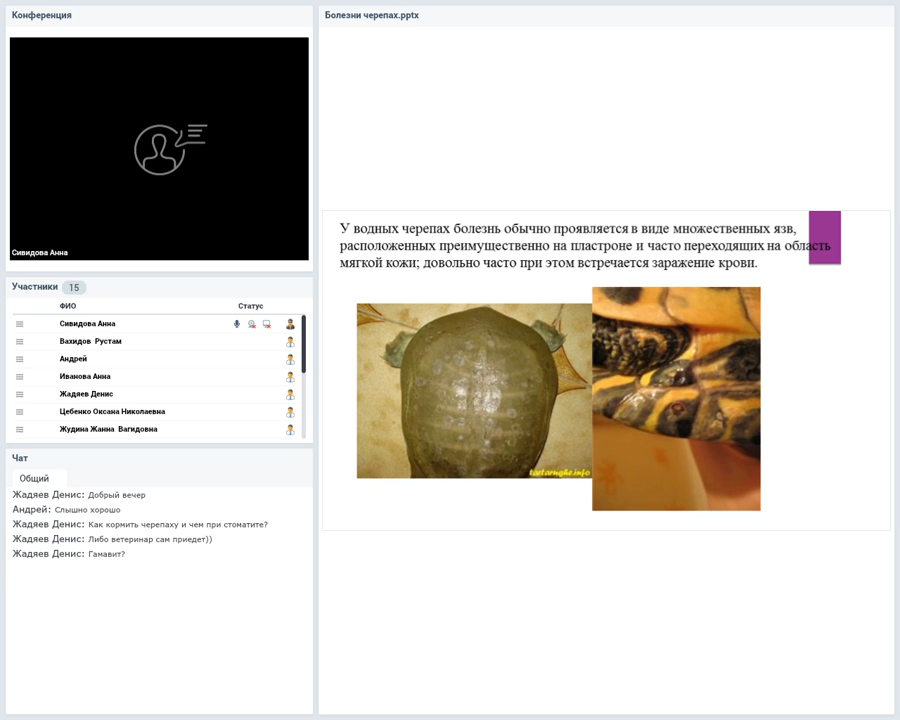 Конференция
Сивидова Анна
Участники 15
ФИО Статус
Сивидова Анна
Вахидов Рустам
Андрей
Иванова Анна
Жадяев Денис
Цебенко Оксана Николаевна
Жудина Жанна Вагидовна
Чат
Общий
Жадяев Денис: Добрый вечер
Андрей: Слышно хорошо
Жадяев Денис: Как кормить черепаху и чем при стоматите?
Жадяев Денис: Либо ветеринар сам приедет))
Жадяев Денис: Гамавит?
Болезни черепах.pptx
У водных черепах болезнь обычно проявляется в виде множественных язв,
расположенных преимущественно на пластроне и часто переходящих на область
мягкой кожи; довольно часто при этом встречается заражение крови.
tartarughe.info